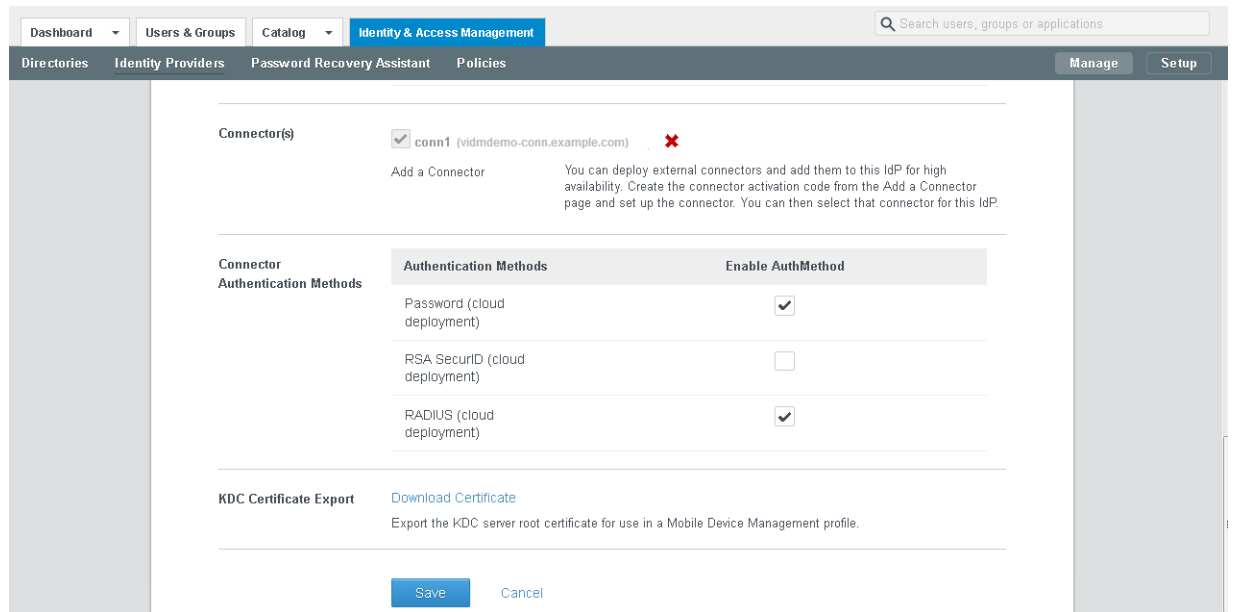 Dashboard Users & Groups Catalog Identity & Access Management Search users, groups or applications
Directories Identity Providers Password Recovery Assistant Policies Manage Setup
Connector(s) conn1 (vidmdemo-conn.example.com)
Add a Connector You can deploy external connectors and add them to this IdP for high
availability. Create the connector activation code from the Add a Connector
page and set up the connector. You can then select that connector for this IdP.
Connector
Authentication Methods
Authentication Methods Enable AuthMethod
Password (cloud
deployment)
RSA SecurID (cloud
deployment)
RADIUS (cloud
deployment)
KDC Certificate Export Download Certificate
Export the KDC server root certificate for use in a Mobile Device Management profile.
Save Cancel